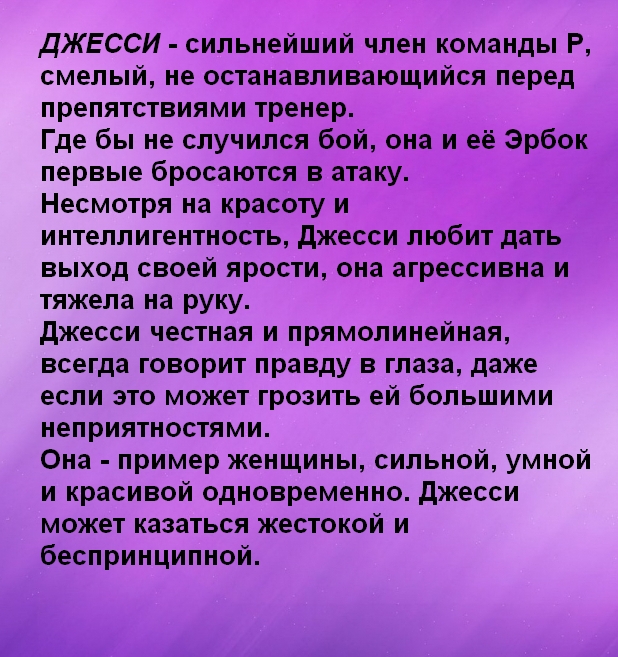 ДЖЕССИ - сильнейший член команды Р,
смелый, не останавливающийся перед
препятствиями тренер.
Где бы не случился бой, она и её Эрбок
первые бросаются в атаку.
Несмотря на красоту и
интеллигентность, Джесси любит дать
выход своей ярости, она агрессивна и
тяжела на руку.
Джесси честная и прямолинейная,
всегда говорит правду в глаза, даже
если это может грозить ей большими
неприятностями.
Она - пример женщины, сильной, умной
и красивой одновременно. Джесси
может казаться жестокой и
беспринципной.